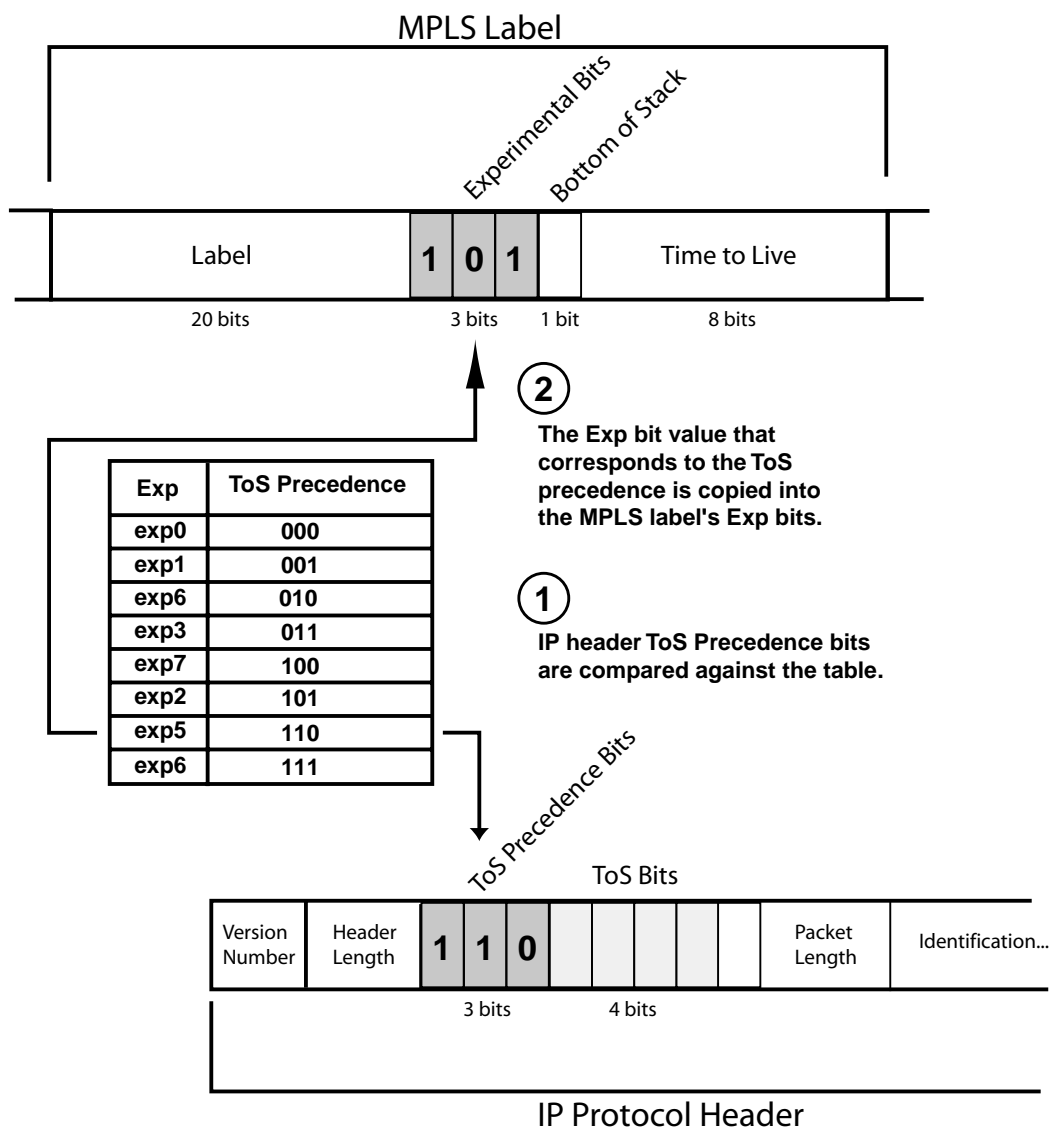 MPLS Label
Experimental Bits
Bottom of Stack
Label
1 0 1
Time to Live
20 bits
3 bits
1 bit
8 bits
2
The Exp bit value that
corresponds to the ToS
precedence is copied into
the MPLS label's Exp bits.
Exp ToS Precedence
exp0 000
exp1 001
exp6 010
exp3 011
exp7 100
exp2 101
exp5 110
exp6 111
1
IP header ToS Precedence bits
are compared against the table.
ToS Precedence Bits
ToS Bits
Version
Number
Header
Length
1 1 0
Packet
Length
Identification...
3 bits
4 bits
IP Protocol Header